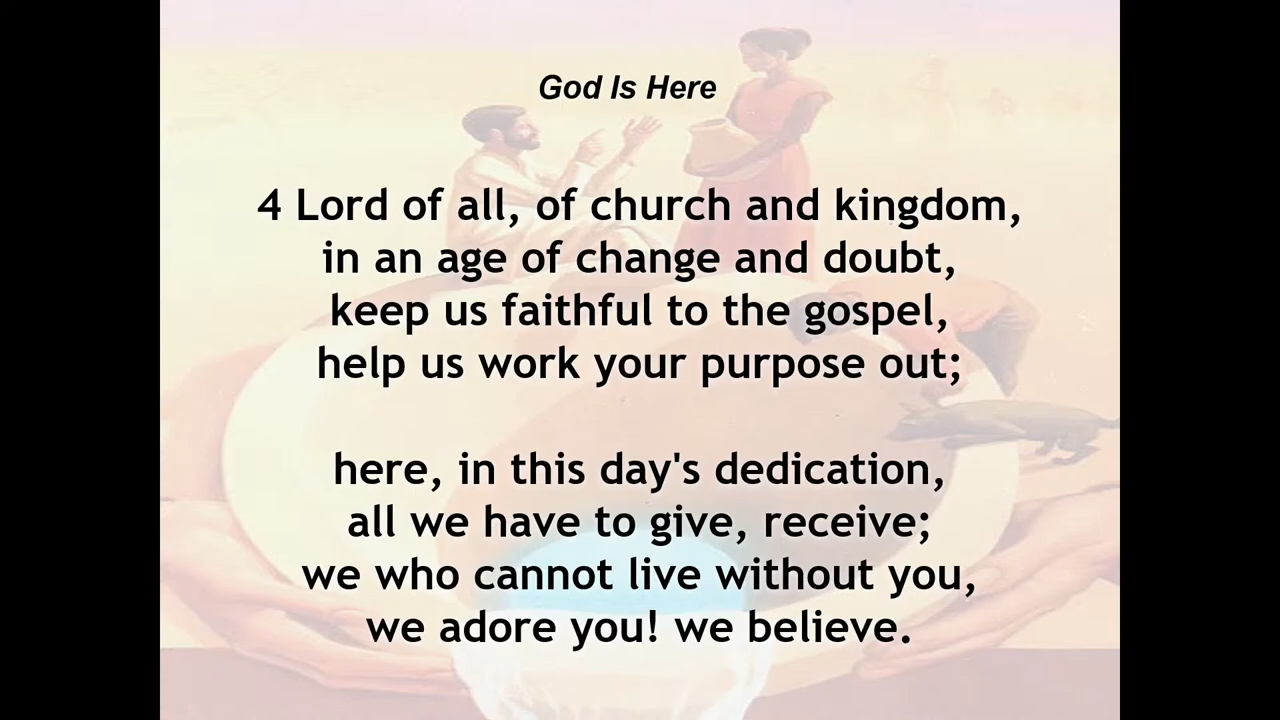 God Is Here
4 Lord of all, of church and kingdom,
in an age of change and doubt,
keep us faithful to the gospel,
help us work your purpose out;
here, in this day's dedication,
all we have to give, receive;
we who cannot live without you,
we adore you! we believe.